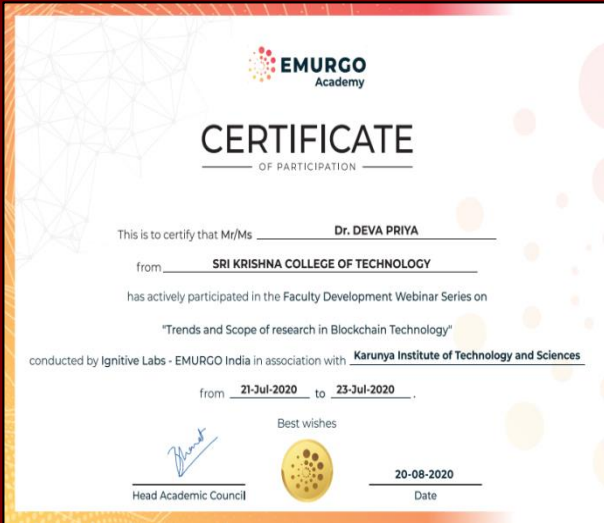 EMURGO
Academy
CERTIFICATE
OF PARTICIPATION
This is to certify that Mr/Ms Dr. DEVA PRIYA
from SRI KRISHNA COLLEGE OF TECHNOLOGY
has actively participated in the Faculty Development Webinar Series on
"Trends and Scope of research in Blockchain Technology"
conducted by Ignitive Labs - EMURGO India in association with Karunya Institute of Technology and Sciences
from 21-Jul-2020 to 23-Jul-2020 .
Best wishes
Bharat
20-08-2020
Head Academic Council
Date